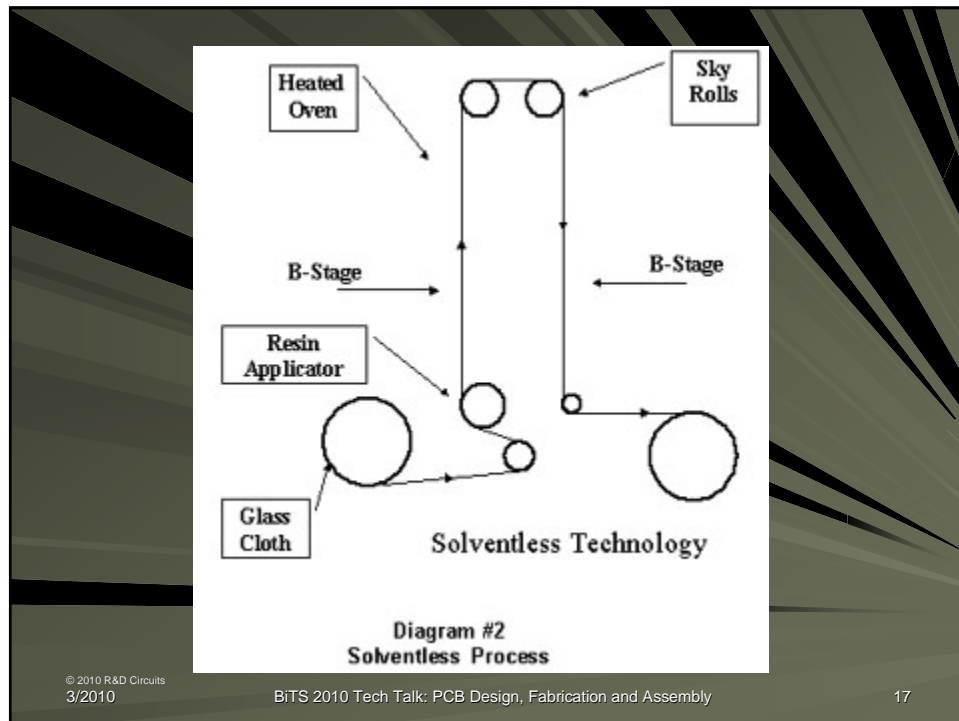 Heated
Oven
Sky
Rolls
B-Stage
B-Stage
Resin
Applicator
Glass
Cloth
Solventless Technology
Diagram #2
Solventless Process
© 2010 R&D Circuits
3/2010
BiTS 2010 Tech Talk: PCB Design, Fabrication and Assembly
17